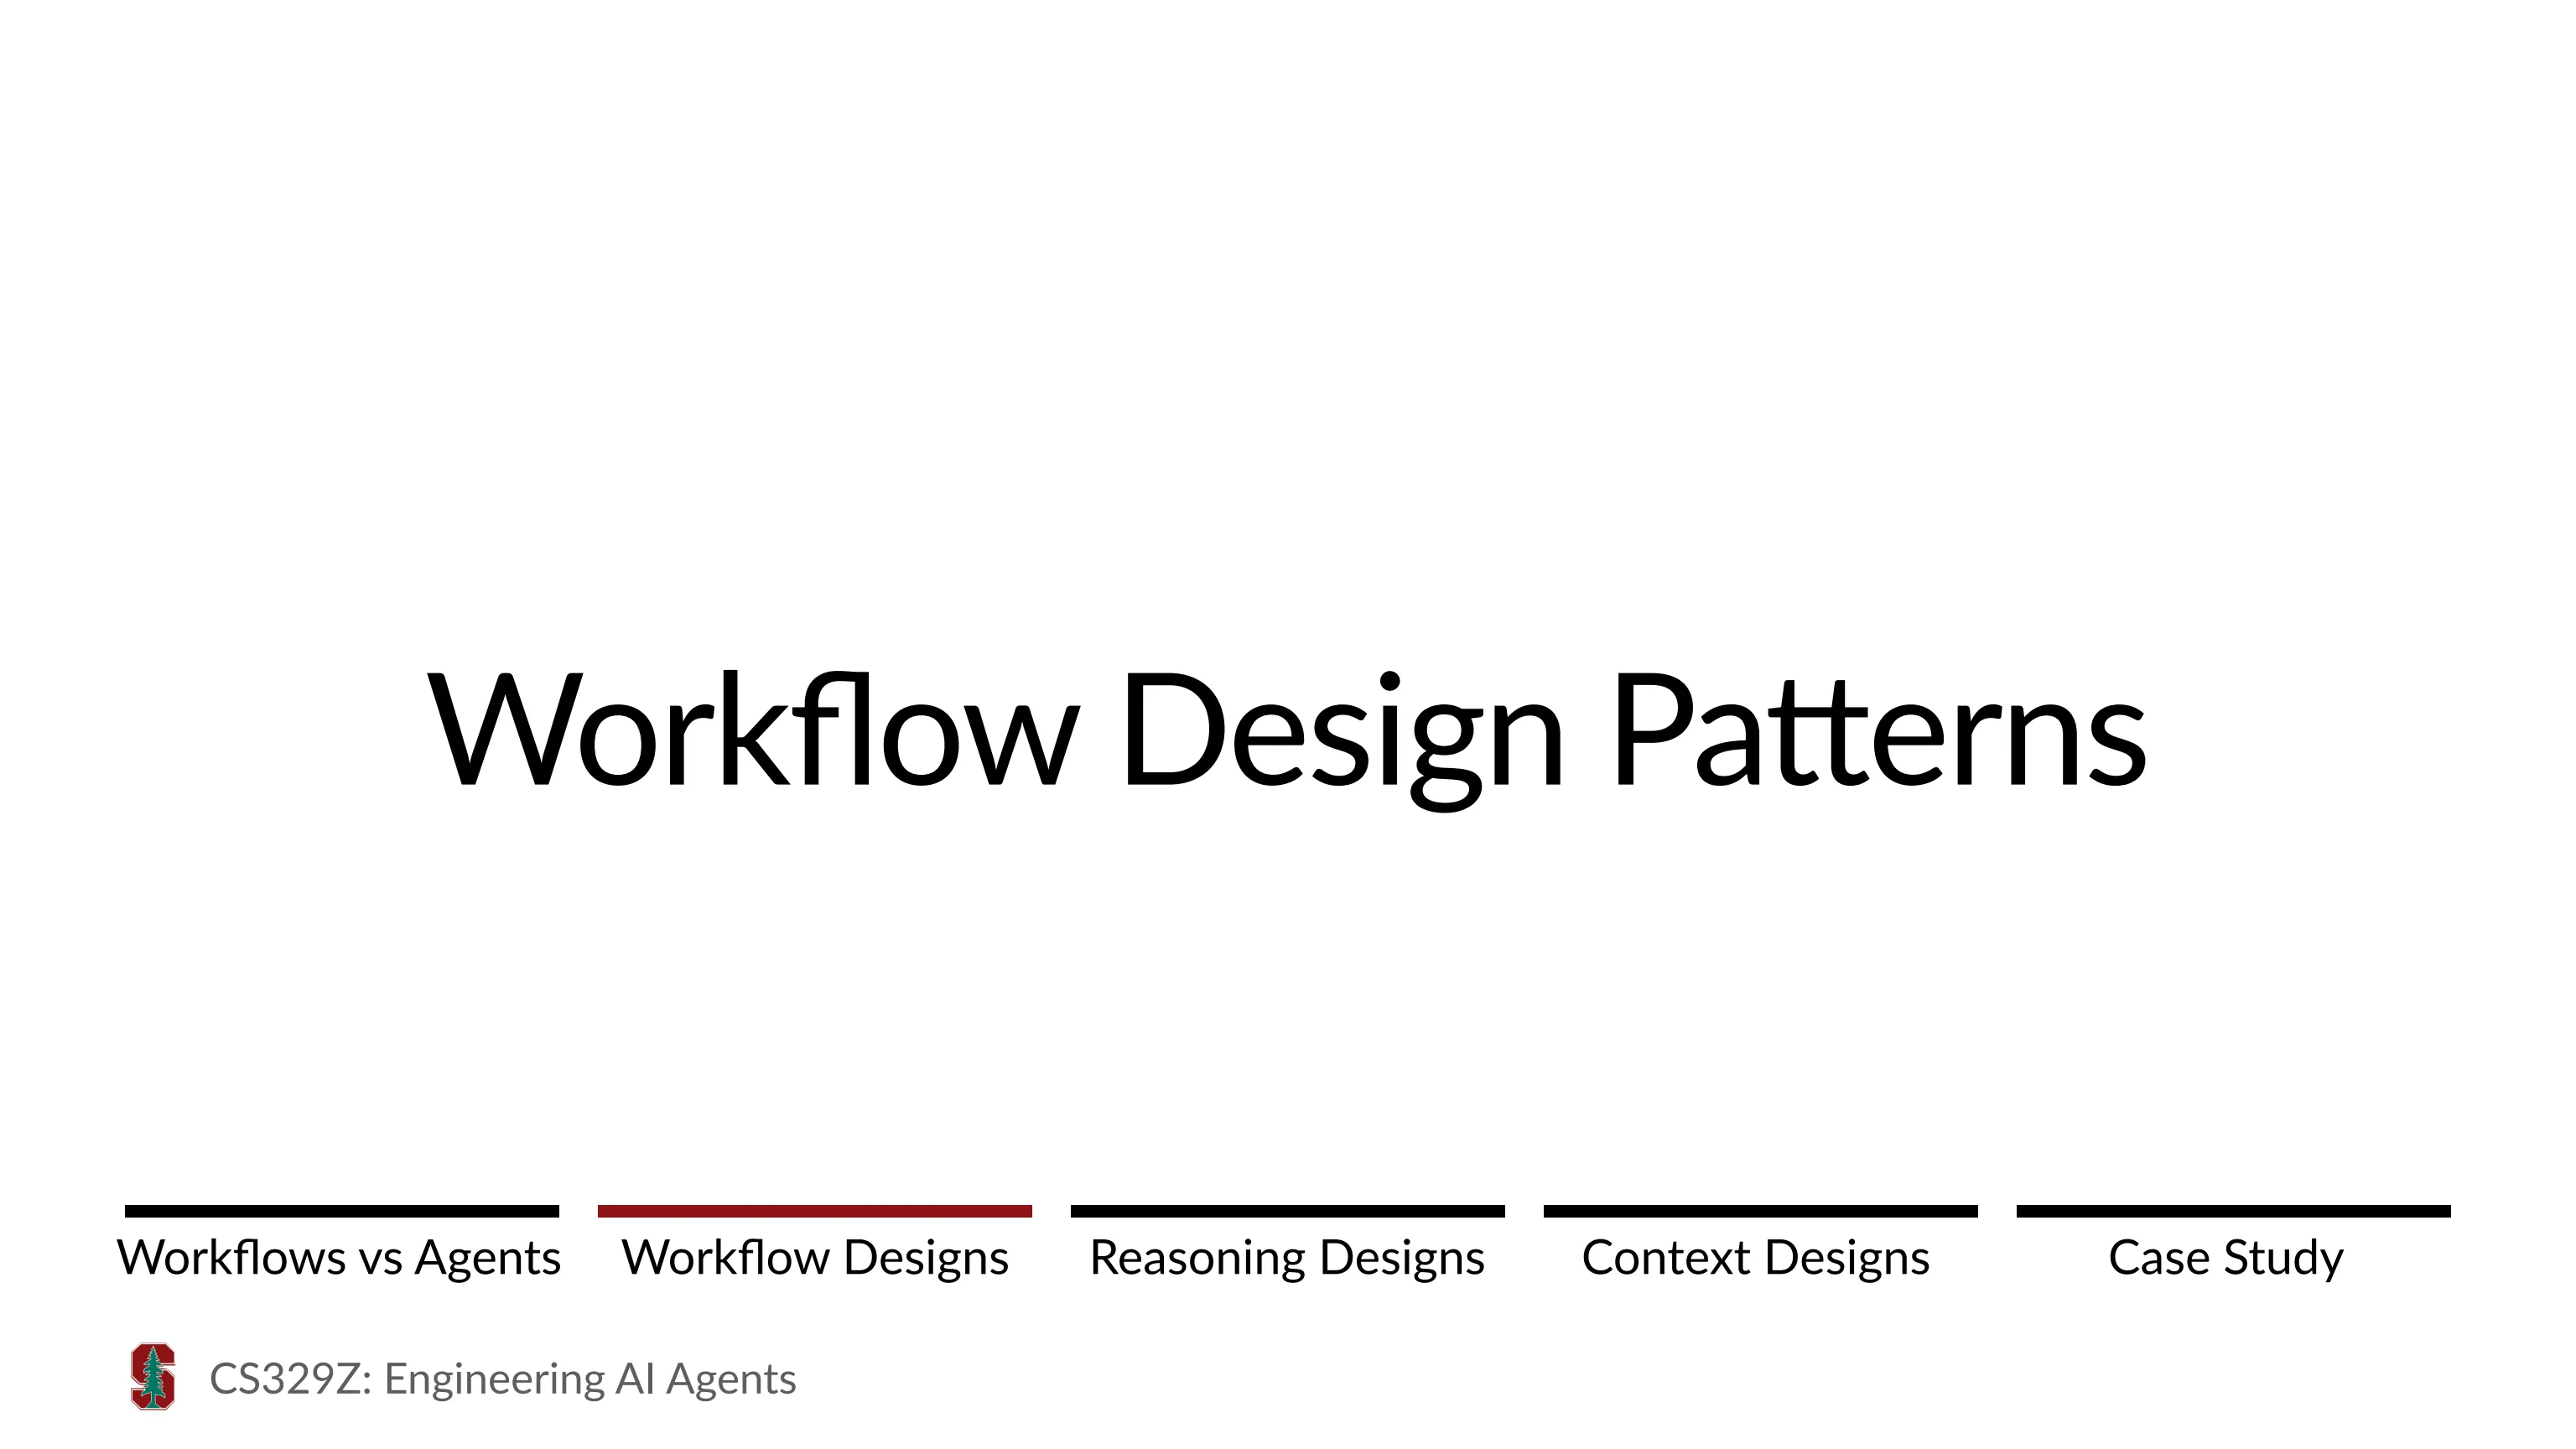 Workflow Design Patterns
Workflows vs Agents
Workflow Designs
Reasoning Designs
Context Designs
Case Study
CS329Z: Engineering AI Agents